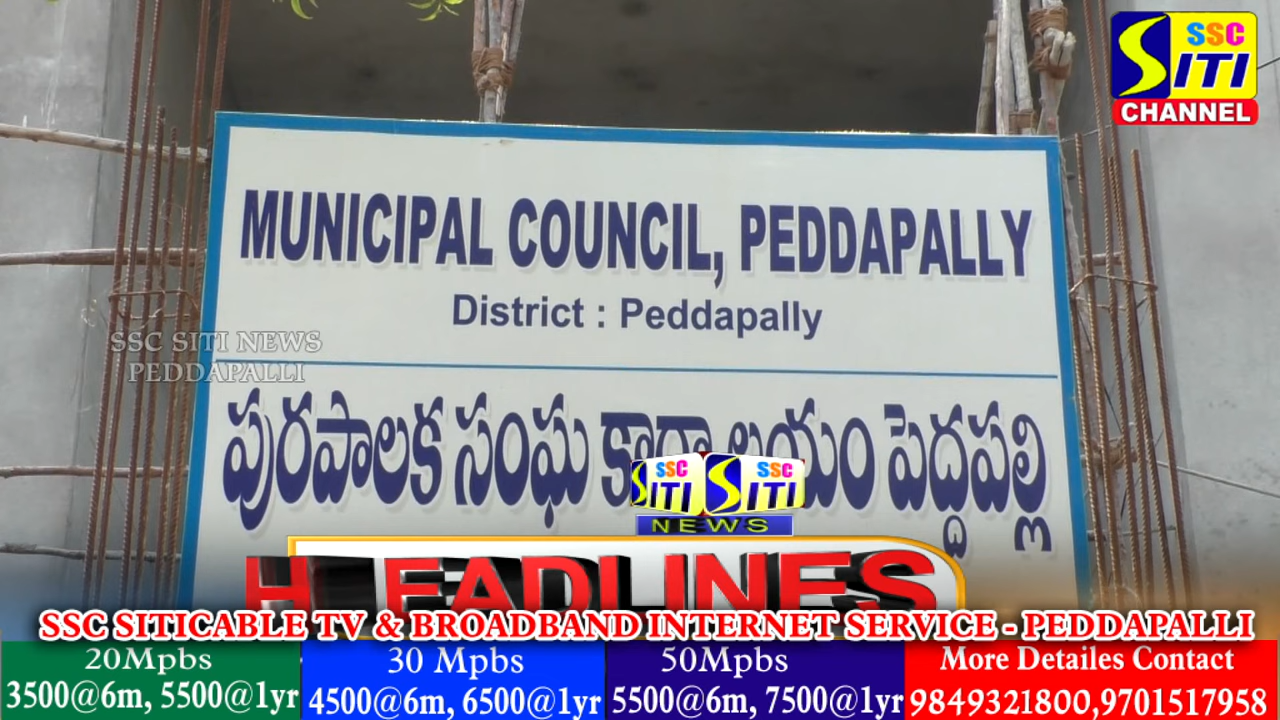 SSC
SITI
CHANNEL
MUNICIPAL COUNCIL, PEDDAPALLY
District : Peddapally
SSC SITI NEWS
PEDDAPALLI
పురపాలక సంఘ కార్యాలయం పెద్దపల్లి
SSC SSC
SITI SITI
NEWS
HEADLINES
SSC SITICABLE TV & BROADBAND INTERNET SERVICE - PEDDAPALLI
20Mpbs 30 Mpbs 50Mpbs More Detailes Contact
3500@6m, 5500@1yr 4500@6m, 6500@1yr 5500@6m, 7500@1yr 9849321800,9701517958